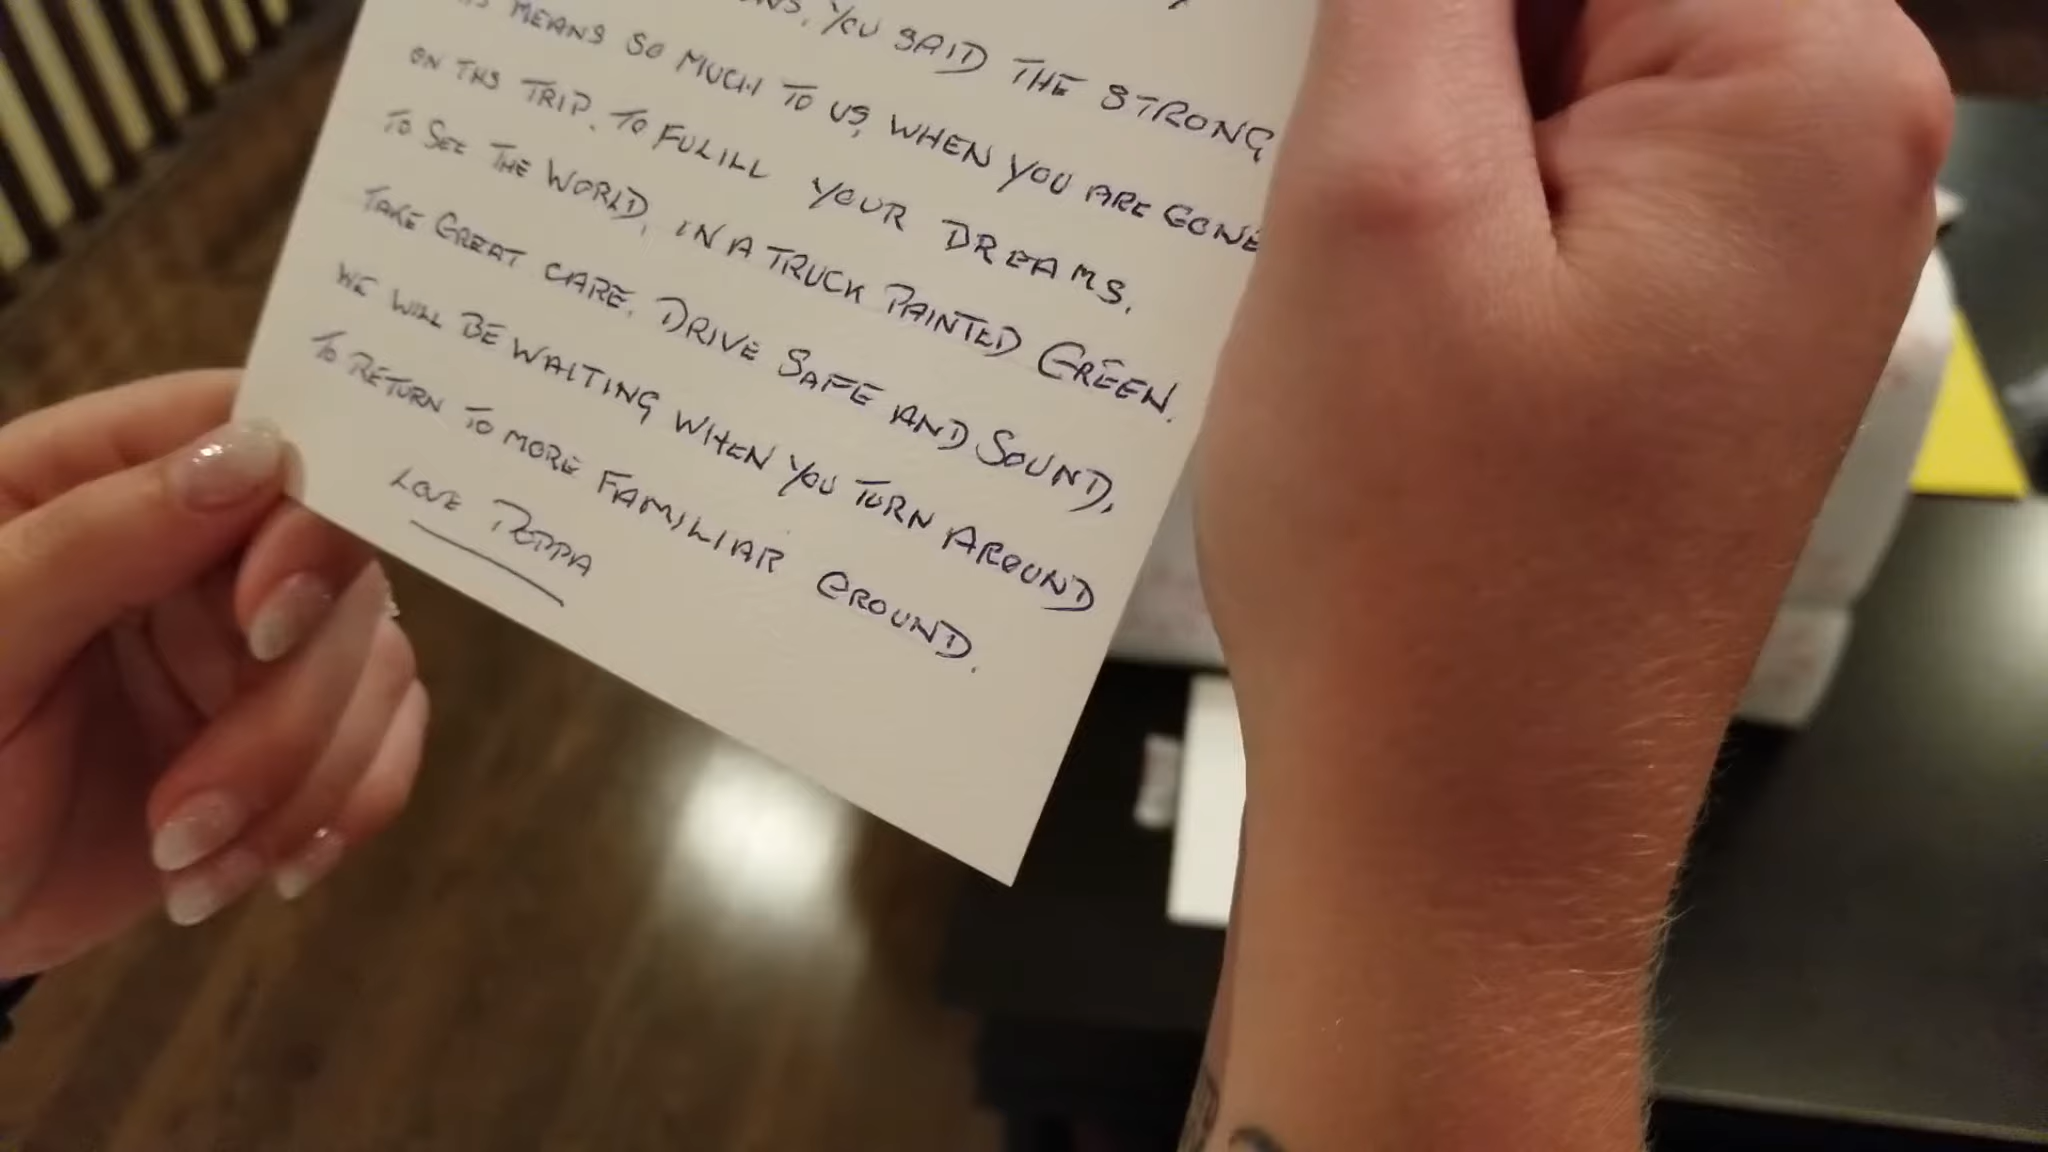 YOU SAID THE STRONG
MEANS SO MUCH TO US, WHEN YOU ARE GONE
ON THS TRIP. TO FULILL YOUR DREAMS.
TO SEE THE WORLD, IN A TRUCK PAINTED GREEN.
TAKE GREAT CARE. DRIVE SAFE AND SOUND,
WE WILL BE WAITING WHEN YOU TURN AROUND
TO RETURN TO MORE FAMILIAR GROUND.
LOVE POPPA